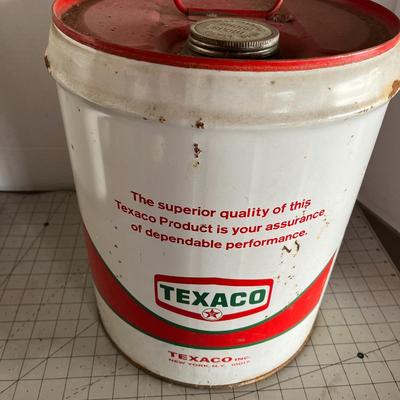 The superior quality of this
Texaco Product is your assurance
of dependable performance.
TEXACO
TEXACO INC.
NEW YORK, N.Y.